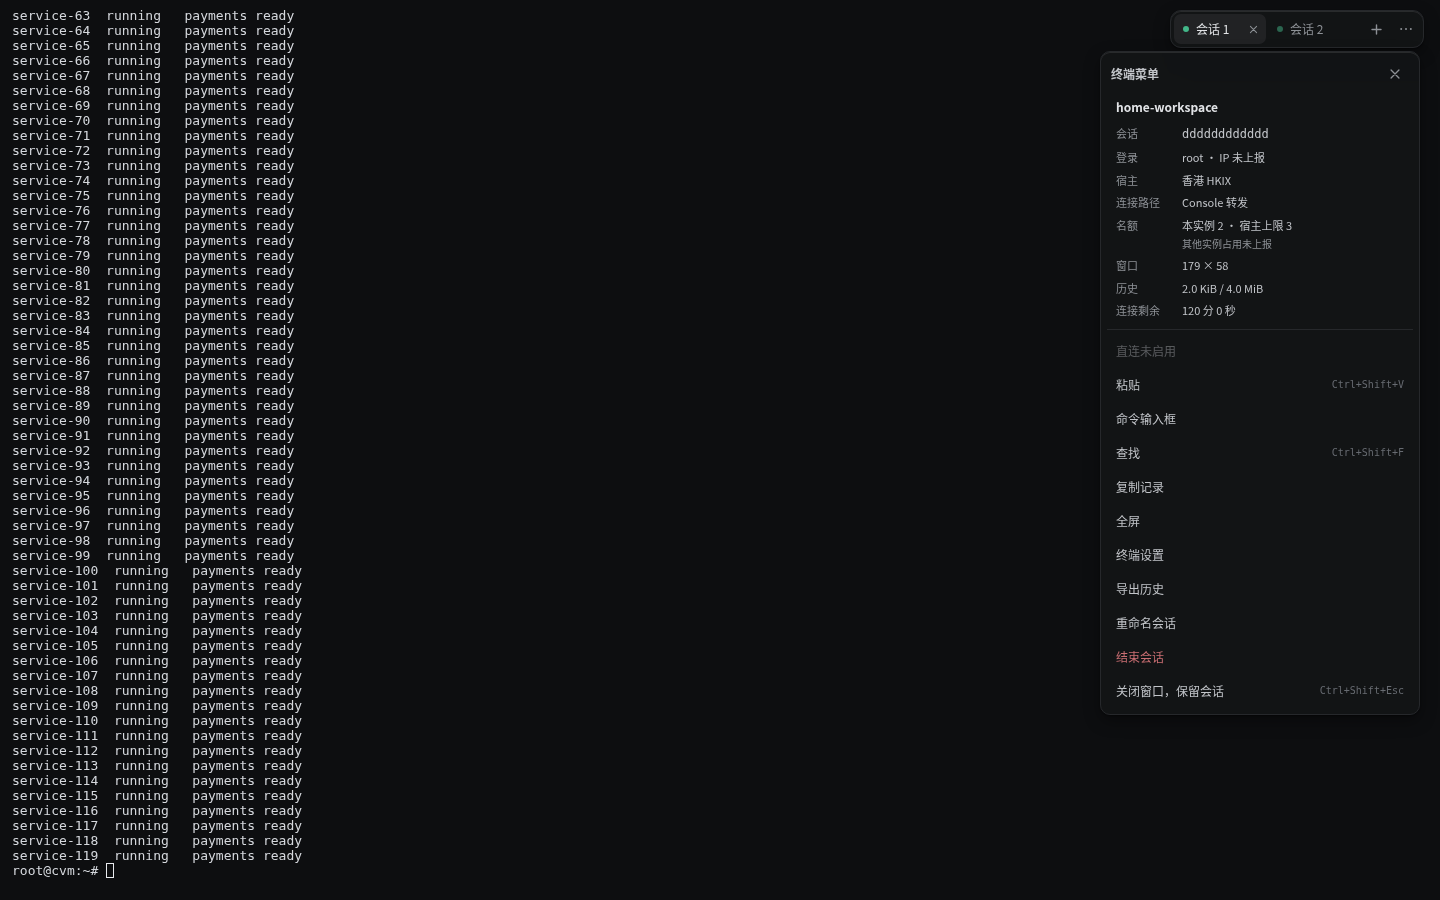 service-63  running   payments ready
service-64  running   payments ready
service-65  running   payments ready
service-66  running   payments ready
service-67  running   payments ready
service-68  running   payments ready
service-69  running   payments ready
service-70  running   payments ready
service-71  running   payments ready
service-72  running   payments ready
service-73  running   payments ready
service-74  running   payments ready
service-75  running   payments ready
service-76  running   payments ready
service-77  running   payments ready
service-78  running   payments ready
service-79  running   payments ready
service-80  running   payments ready
service-81  running   payments ready
service-82  running   payments ready
service-83  running   payments ready
service-84  running   payments ready
service-85  running   payments ready
service-86  running   payments ready
service-87  running   payments ready
service-88  running   payments ready
service-89  running   payments ready
service-90  running   payments ready
service-91  running   payments ready
service-92  running   payments ready
service-93  running   payments ready
service-94  running   payments ready
service-95  running   payments ready
service-96  running   payments ready
service-97  running   payments ready
service-98  running   payments ready
service-99  running   payments ready
service-100  running   payments ready
service-101  running   payments ready
service-102  running   payments ready
service-103  running   payments ready
service-104  running   payments ready
service-105  running   payments ready
service-106  running   payments ready
service-107  running   payments ready
service-108  running   payments ready
service-109  running   payments ready
service-110  running   payments ready
service-111  running   payments ready
service-112  running   payments ready
service-113  running   payments ready
service-114  running   payments ready
service-115  running   payments ready
service-116  running   payments ready
service-117  running   payments ready
service-118  running   payments ready
service-119  running   payments ready
root@cvm:~#
会话 1 × 会话 2 + ···
终端菜单 ×
home-workspace
会话 dddddddddddd
登录 root · IP 未上报
宿主 香港 HKIX
连接路径 Console 转发
名额 本实例 2 · 宿主上限 3
其他实例占用未上报
窗口 179 × 58
历史 2.0 KiB / 4.0 MiB
连接剩余 120 分 0 秒
直连未启用
粘贴 Ctrl+Shift+V
命令输入框
查找 Ctrl+Shift+F
复制记录
全屏
终端设置
导出历史
重命名会话
结束会话
关闭窗口，保留会话 Ctrl+Shift+Esc